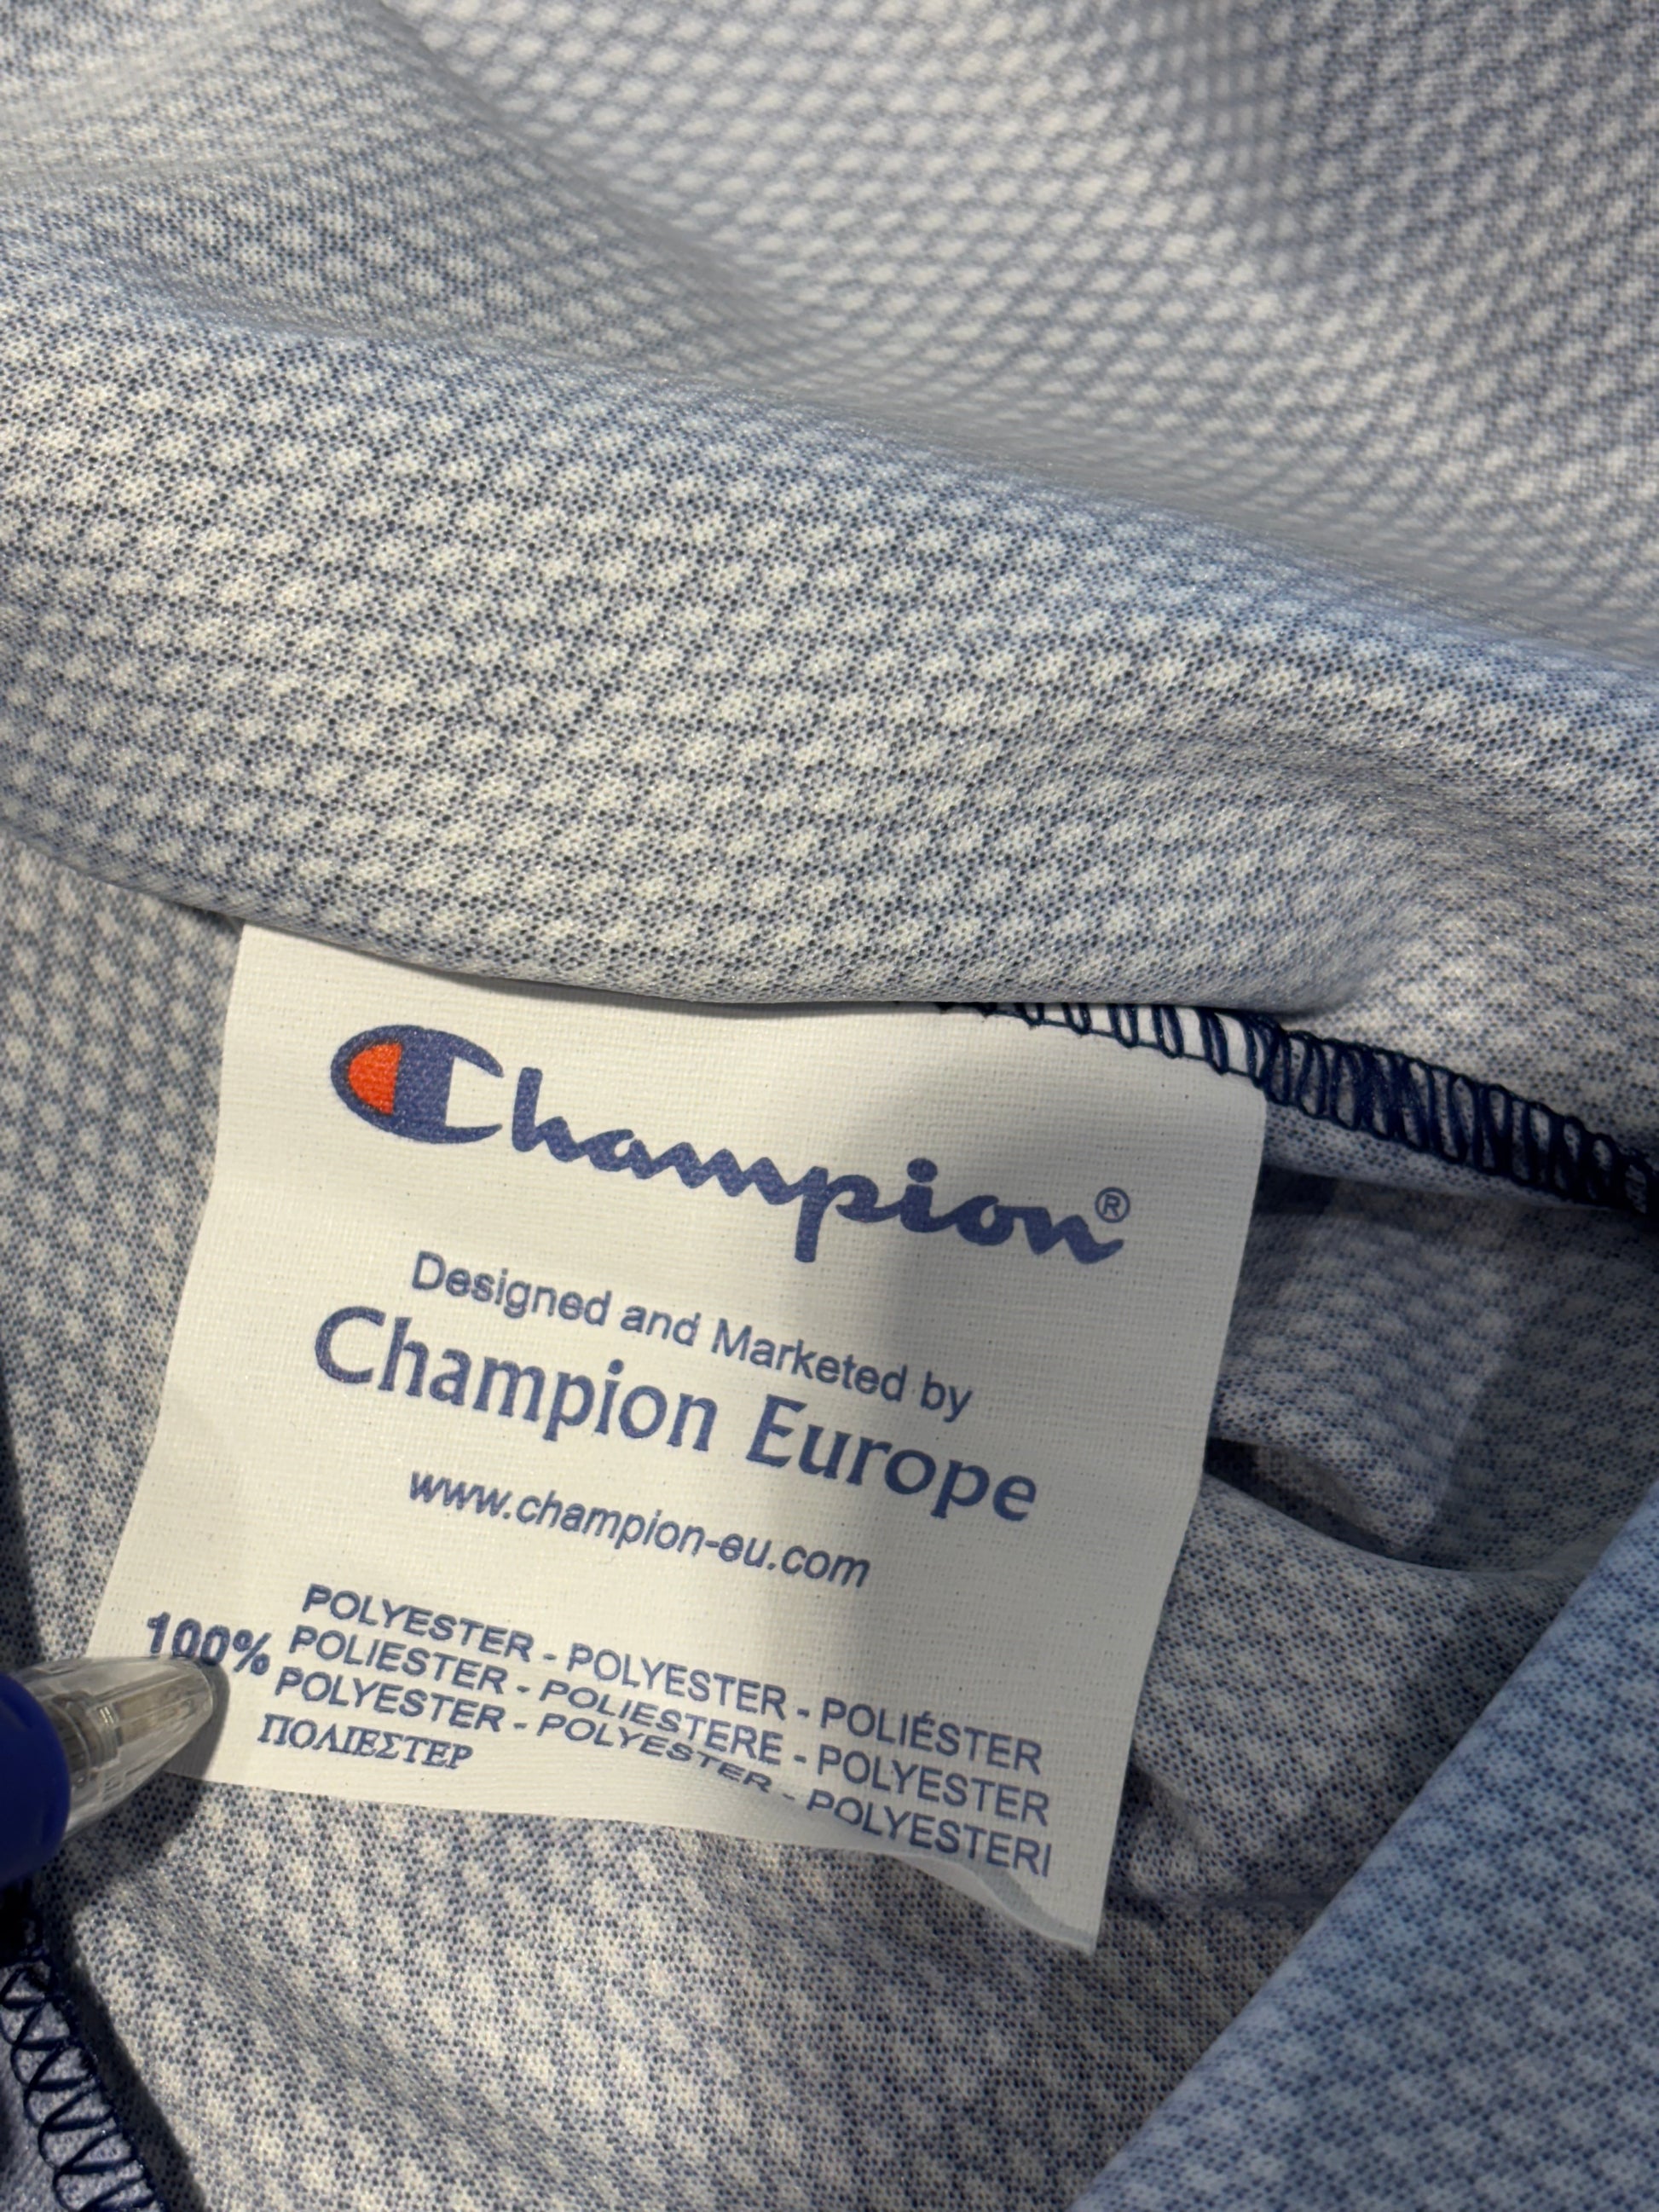 Champion®
Designed and Marketed by
Champion Europe
www.champion-eu.com
100% POLYESTER - POLYESTER - POLIÉSTER
POLIESTER - POLIESTERE - POLYESTER
POLYESTER - POLYESTER - POLYESTERI
ΠΟΛΙΕΣΤΕΡ